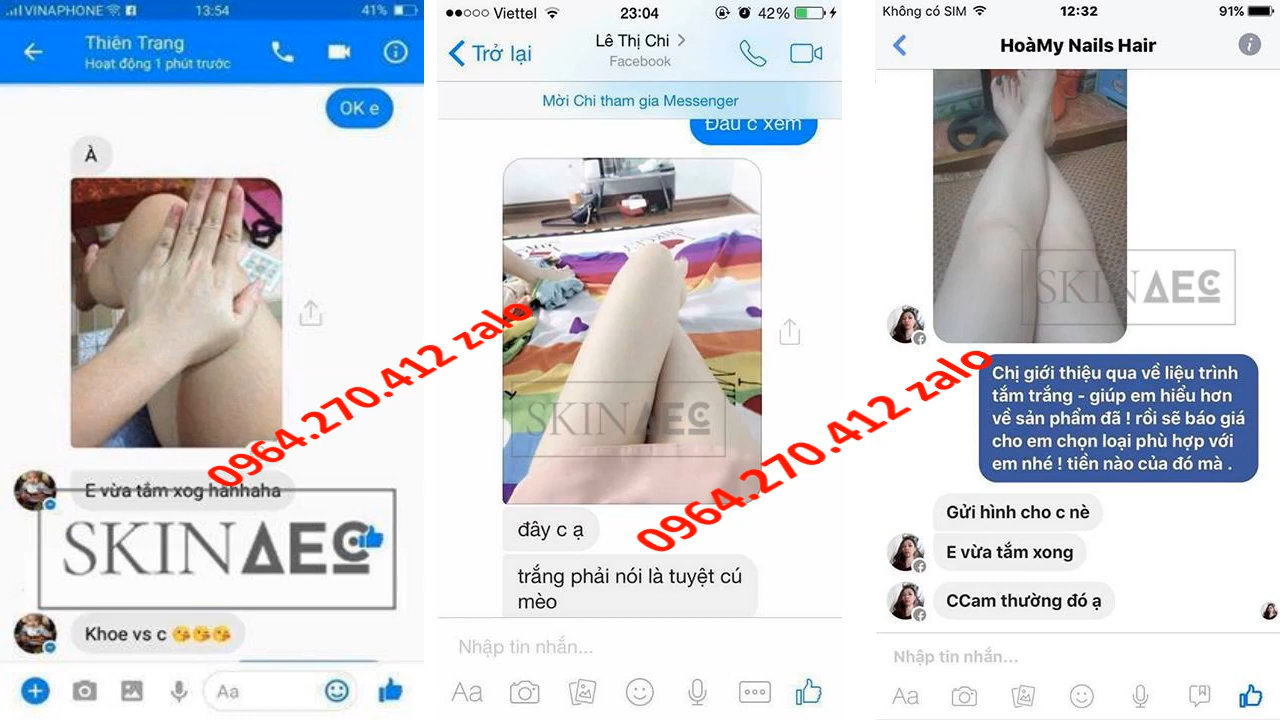 VINAPHONE
13:54
41%
Thiên Trang
Hoạt động 1 phút trước
OK e
À
E vừa tắm xog hahhaha
SKINAEC
Khoe vs c 😘😘😘
Aa
Viettel
23:04
42%
Trở lại
Lê Thị Chi
Facebook
Mời Chi tham gia Messenger
Đâu c xem
SKINAEC
đây c ạ
trắng phải nói là tuyệt cú
mèo
Nhập tin nhắn...
Aa
0964.270.412 zalo
Không có SIM
12:32
91%
HoàMy Nails Hair
SKINAEC
Chị giới thiệu qua về liệu trình
tắm trắng - giúp em hiểu hơn
về sản phẩm đã ! rồi sẽ báo giá
cho em chọn loại phù hợp với
em nhé ! tiền nào của đó mà .
Gửi hình cho c nè
E vừa tắm xong
CCam thường đó ạ
Nhập tin nhắn...
Aa
0964.270.412 zalo